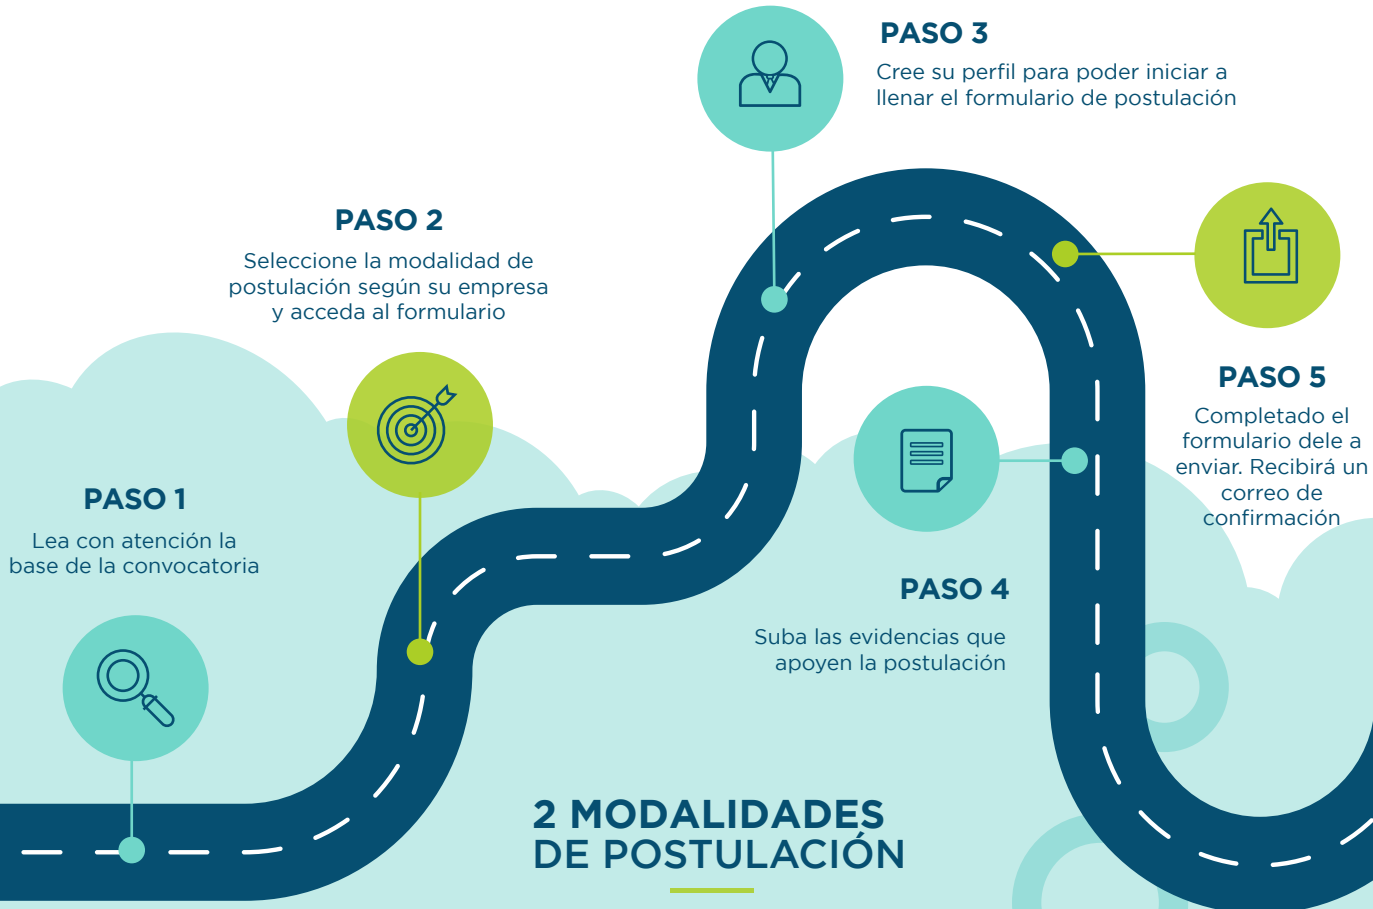 PASO 1
Lea con atención la
base de la convocatoria
PASO 2
Seleccione la modalidad de
postulación según su empresa
y acceda al formulario
PASO 3
Cree su perfil para poder iniciar a
llenar el formulario de postulación
PASO 4
Suba las evidencias que
apoyen la postulación
PASO 5
Completado el
formulario dele a
enviar. Recibirá un
correo de
confirmación
2 MODALIDADES
DE POSTULACIÓN